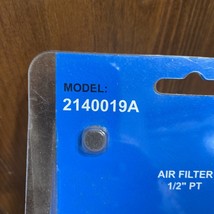 MODEL:
2140019A
AIR FILTER
1/2" PT